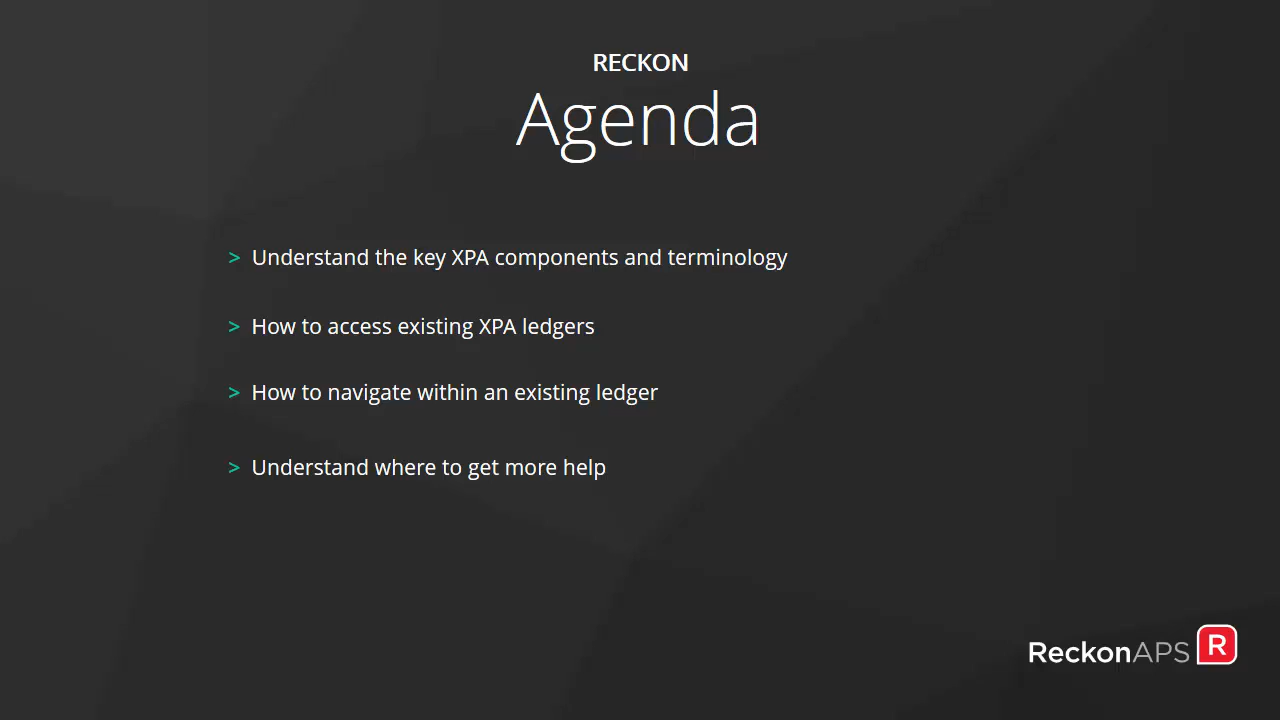 RECKON
Agenda
> Understand the key XPA components and terminology
> How to access existing XPA ledgers
> How to navigate within an existing ledger
> Understand where to get more help
ReckonAPS R